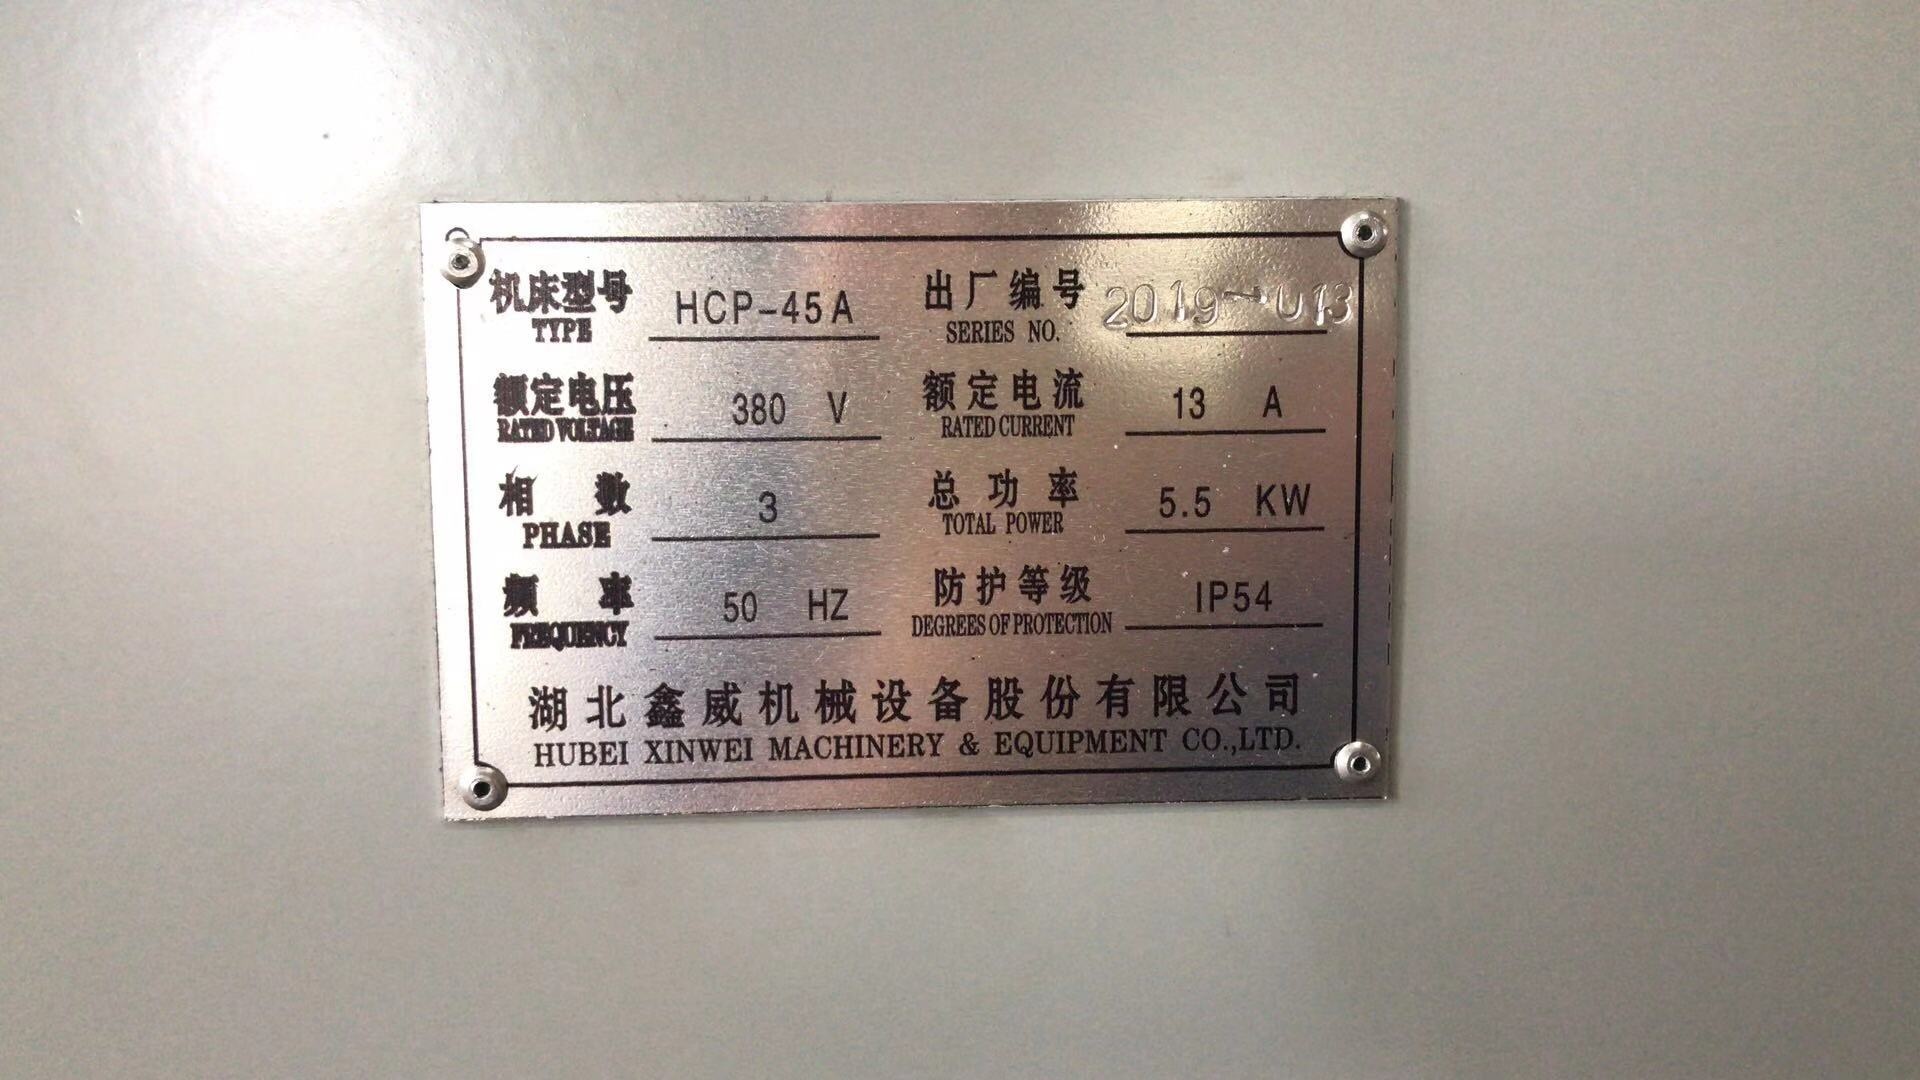 机床型号 HCP-45A 出厂编号 2019-013
TYPE SERIES NO.
额定电压 380 V 额定电流 13 A
RATED VOLTAGE RATED CURRENT
相数 3 总功率 5.5 KW
PHASE TOTAL POWER
频率 50 HZ 防护等级 IP54
FREQUENCY DEGREES OF PROTECTION
湖北鑫威机械设备股份有限公司
HUBEI XINWEI MACHINERY & EQUIPMENT CO.,LTD.